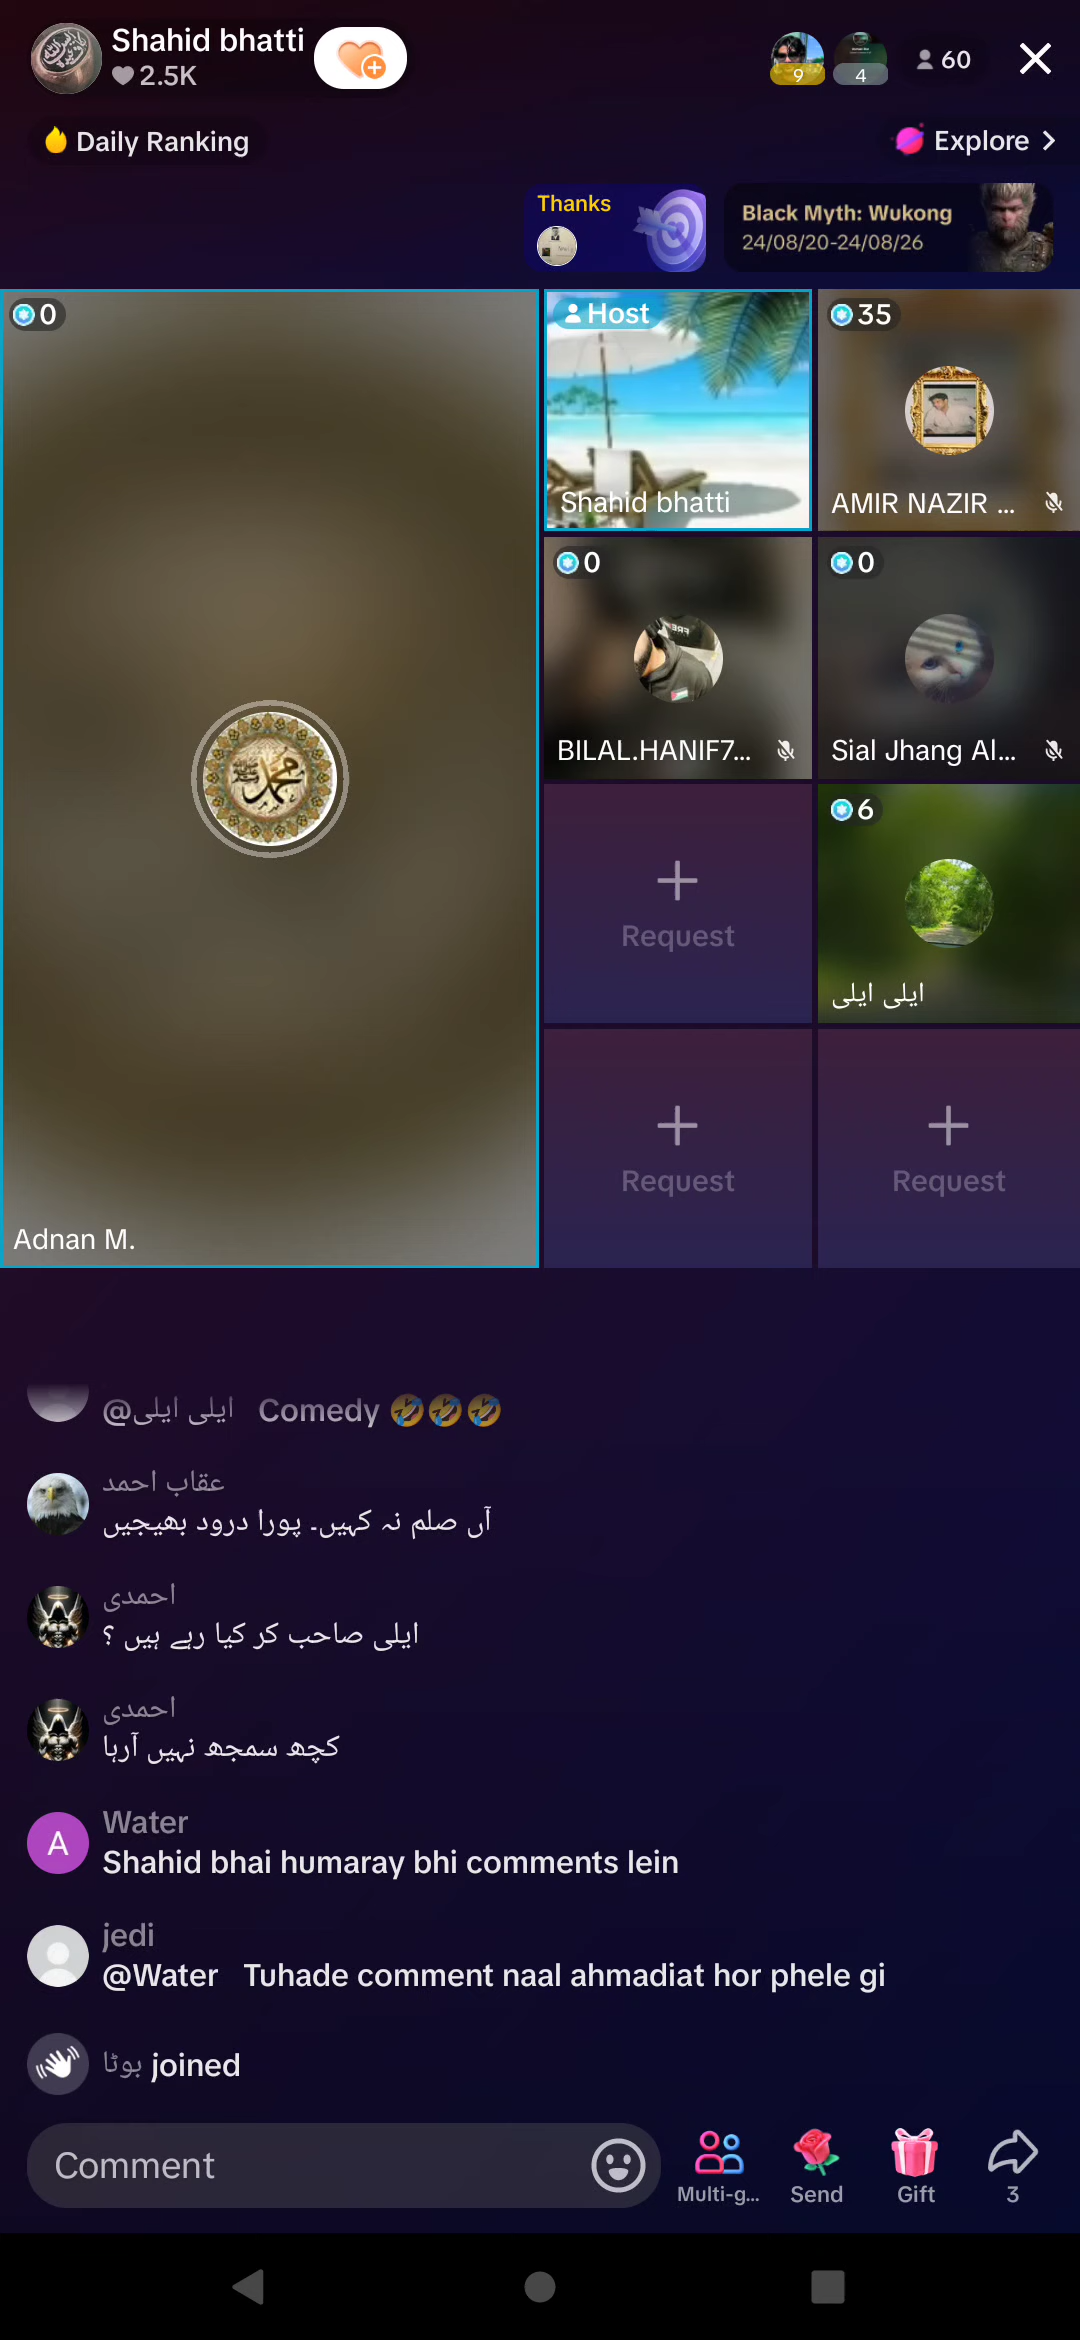 Shahid bhatti
2.5K
9
4
60
Daily Ranking
Explore
Thanks
Black Myth: Wukong
24/08/20-24/08/26
0
Host
35
Shahid bhatti
AMIR NAZIR ...
0
0
BILAL.HANIF7...
Sial Jhang Al...
6
Request
ایلی ایلی
Request
Request
Adnan M.
@ایلی ایلی Comedy 🤣🤣🤣
عقاب احمد
آں صلم نہ کہیں۔ پورا درود بھیجیں
احمدی
ایلی صاحب کر کیا رہے ہیں ؟
احمدی
کچھ سمجھ نہیں آرہا
A
Water
Shahid bhai humaray bhi comments lein
jedi
@Water Tuhade comment naal ahmadiat hor phele gi
بوٹا joined
Comment
Multi-g...
Send
Gift
3